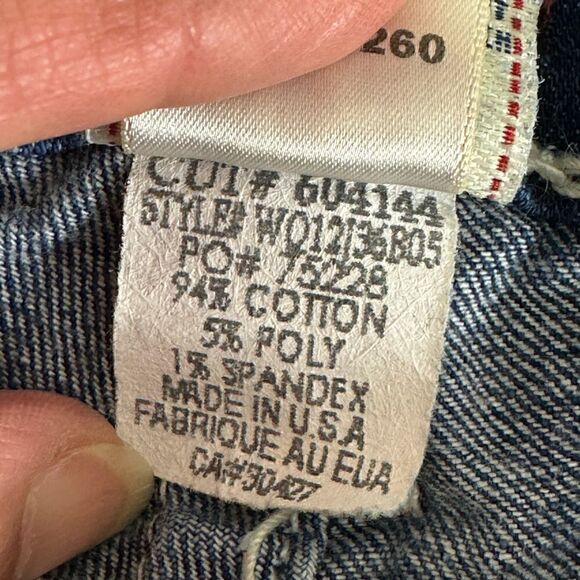 260
CUT# 604144
STYLE# WQ12136B05
PO# 75228
94% COTTON
5% POLY
1% SPANDEX
MADE IN U.S.A
FABRIQUE AU EUA
CA#30427